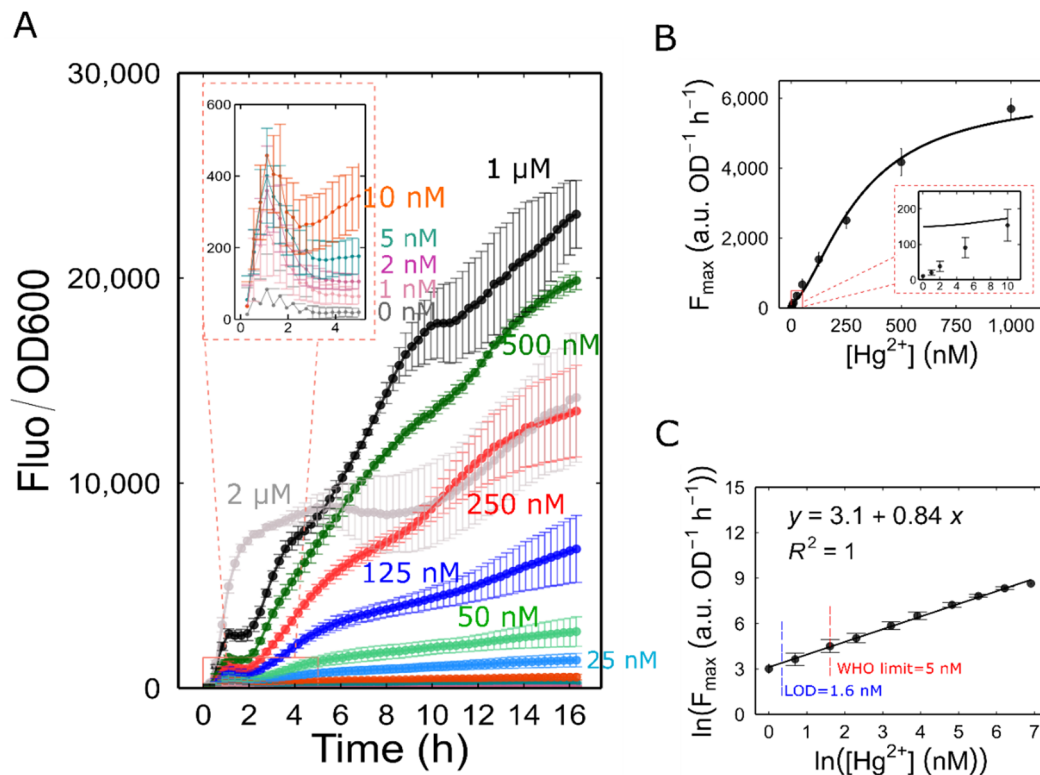 A
Fluo/OD600
30,000
20,000
10,000
0
0
2
4
6
8
10
12
14
16
Time (h)
600
400
200
0
0
2
4
10 nM
5 nM
2 nM
1 nM
0 nM
1 µM
500 nM
2 µM
250 nM
125 nM
50 nM
25 nM
B
F_max (a.u. OD⁻¹ h⁻¹)
6,000
4,000
2,000
0
0
250
500
750
1,000
[Hg²⁺] (nM)
200
100
0
0
2
4
6
8
10
C
ln(F_max (a.u. OD⁻¹ h⁻¹))
15
12
9
6
3
0
y = 3.1 + 0.84 x
R² = 1
WHO limit=5 nM
LOD=1.6 nM
0
1
2
3
4
5
6
7
ln([Hg²⁺] (nM))